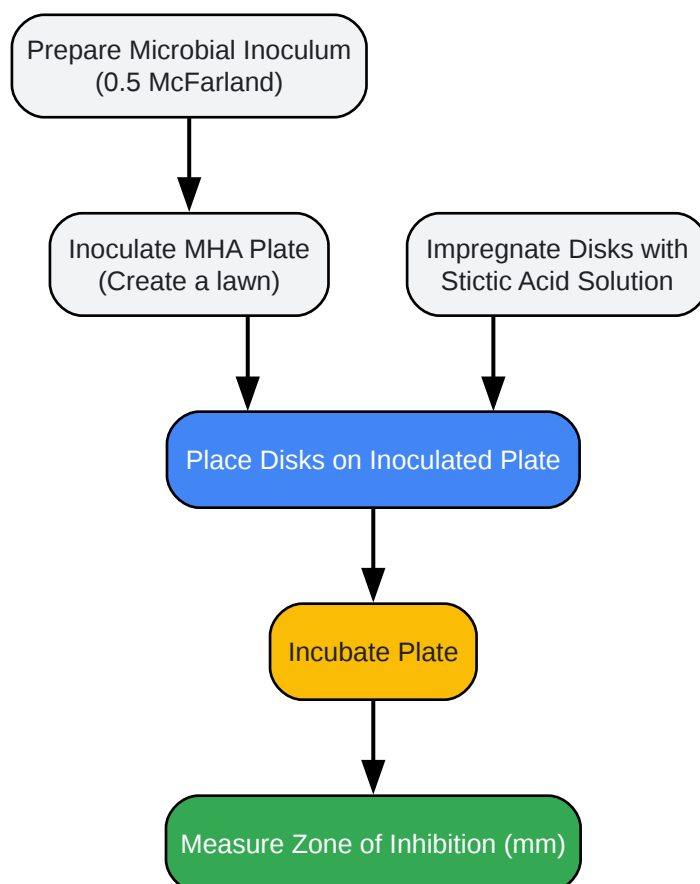 Prepare Microbial Inoculum
(0.5 McFarland)
Inoculate MHA Plate
(Create a lawn)
Impregnate Disks with
Stictic Acid Solution
Place Disks on Inoculated Plate
Incubate Plate
Measure Zone of Inhibition (mm)